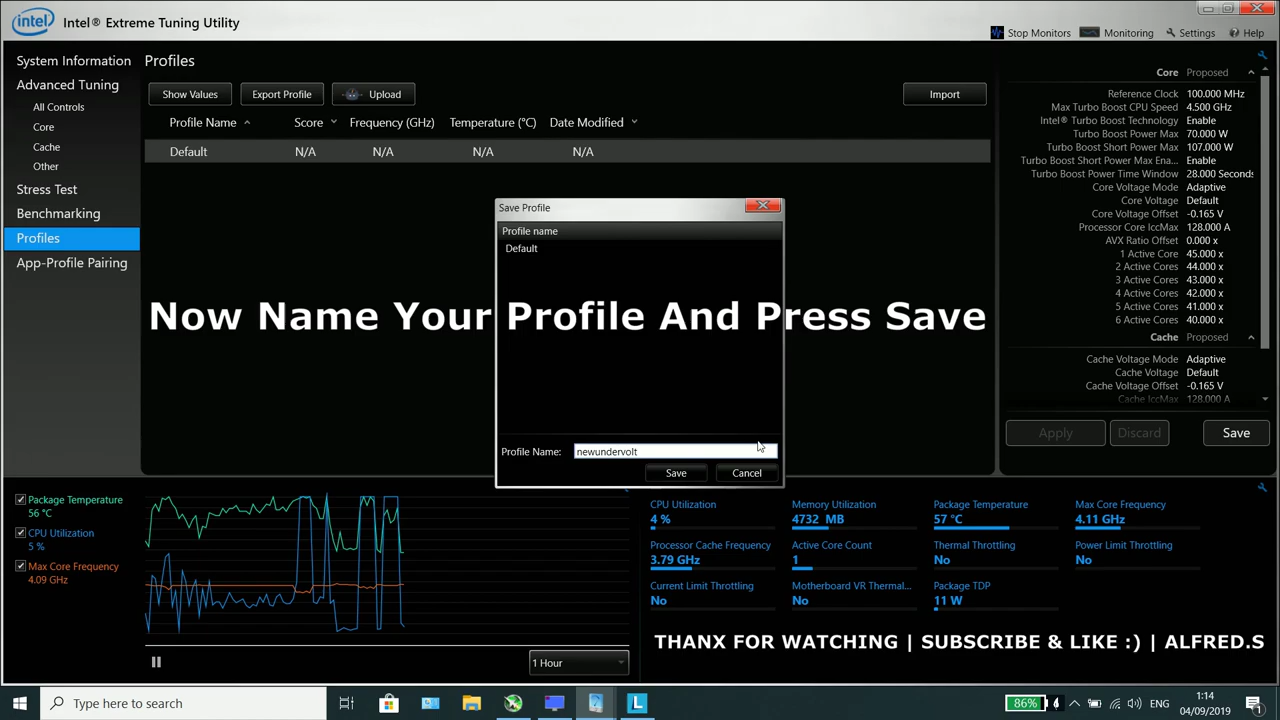 intel Intel® Extreme Tuning Utility
Stop Monitors Monitoring Settings Help
System Information
Advanced Tuning
All Controls
Core
Cache
Other
Stress Test
Benchmarking
Profiles
App-Profile Pairing
Profiles
Show Values Export Profile Upload Import
Profile Name Score Frequency (GHz) Temperature (°C) Date Modified
Default N/A N/A N/A N/A
Save Profile
Profile name
Default
Now Name Your Profile And Press Save
Profile Name: newundervolt
Save Cancel
Core Proposed
Reference Clock 100.000 MHz
Max Turbo Boost CPU Speed 4.500 GHz
Intel® Turbo Boost Technology Enable
Turbo Boost Power Max 70.000 W
Turbo Boost Short Power Max 107.000 W
Turbo Boost Short Power Max Ena... Enable
Turbo Boost Power Time Window 28.000 Seconds
Core Voltage Mode Adaptive
Core Voltage Default
Core Voltage Offset -0.165 V
Processor Core IccMax 128.000 A
AVX Ratio Offset 0.000 x
1 Active Core 45.000 x
2 Active Cores 44.000 x
3 Active Cores 43.000 x
4 Active Cores 42.000 x
5 Active Cores 41.000 x
6 Active Cores 40.000 x
Cache Proposed
Cache Voltage Mode Adaptive
Cache Voltage Default
Cache Voltage Offset -0.165 V
Cache IccMax 128.000 A
Apply Discard Save
Package Temperature
56 °C
CPU Utilization
5 %
Max Core Frequency
4.09 GHz
1 Hour
CPU Utilization Memory Utilization Package Temperature Max Core Frequency
4 % 4732 MB 57 °C 4.11 GHz
Processor Cache Frequency Active Core Count Thermal Throttling Power Limit Throttling
3.79 GHz 1 No No
Current Limit Throttling Motherboard VR Thermal... Package TDP
No No 11 W
THANX FOR WATCHING | SUBSCRIBE & LIKE :) | ALFRED.S
Type here to search
L
86%
ENG
1:14
04/09/2019
1